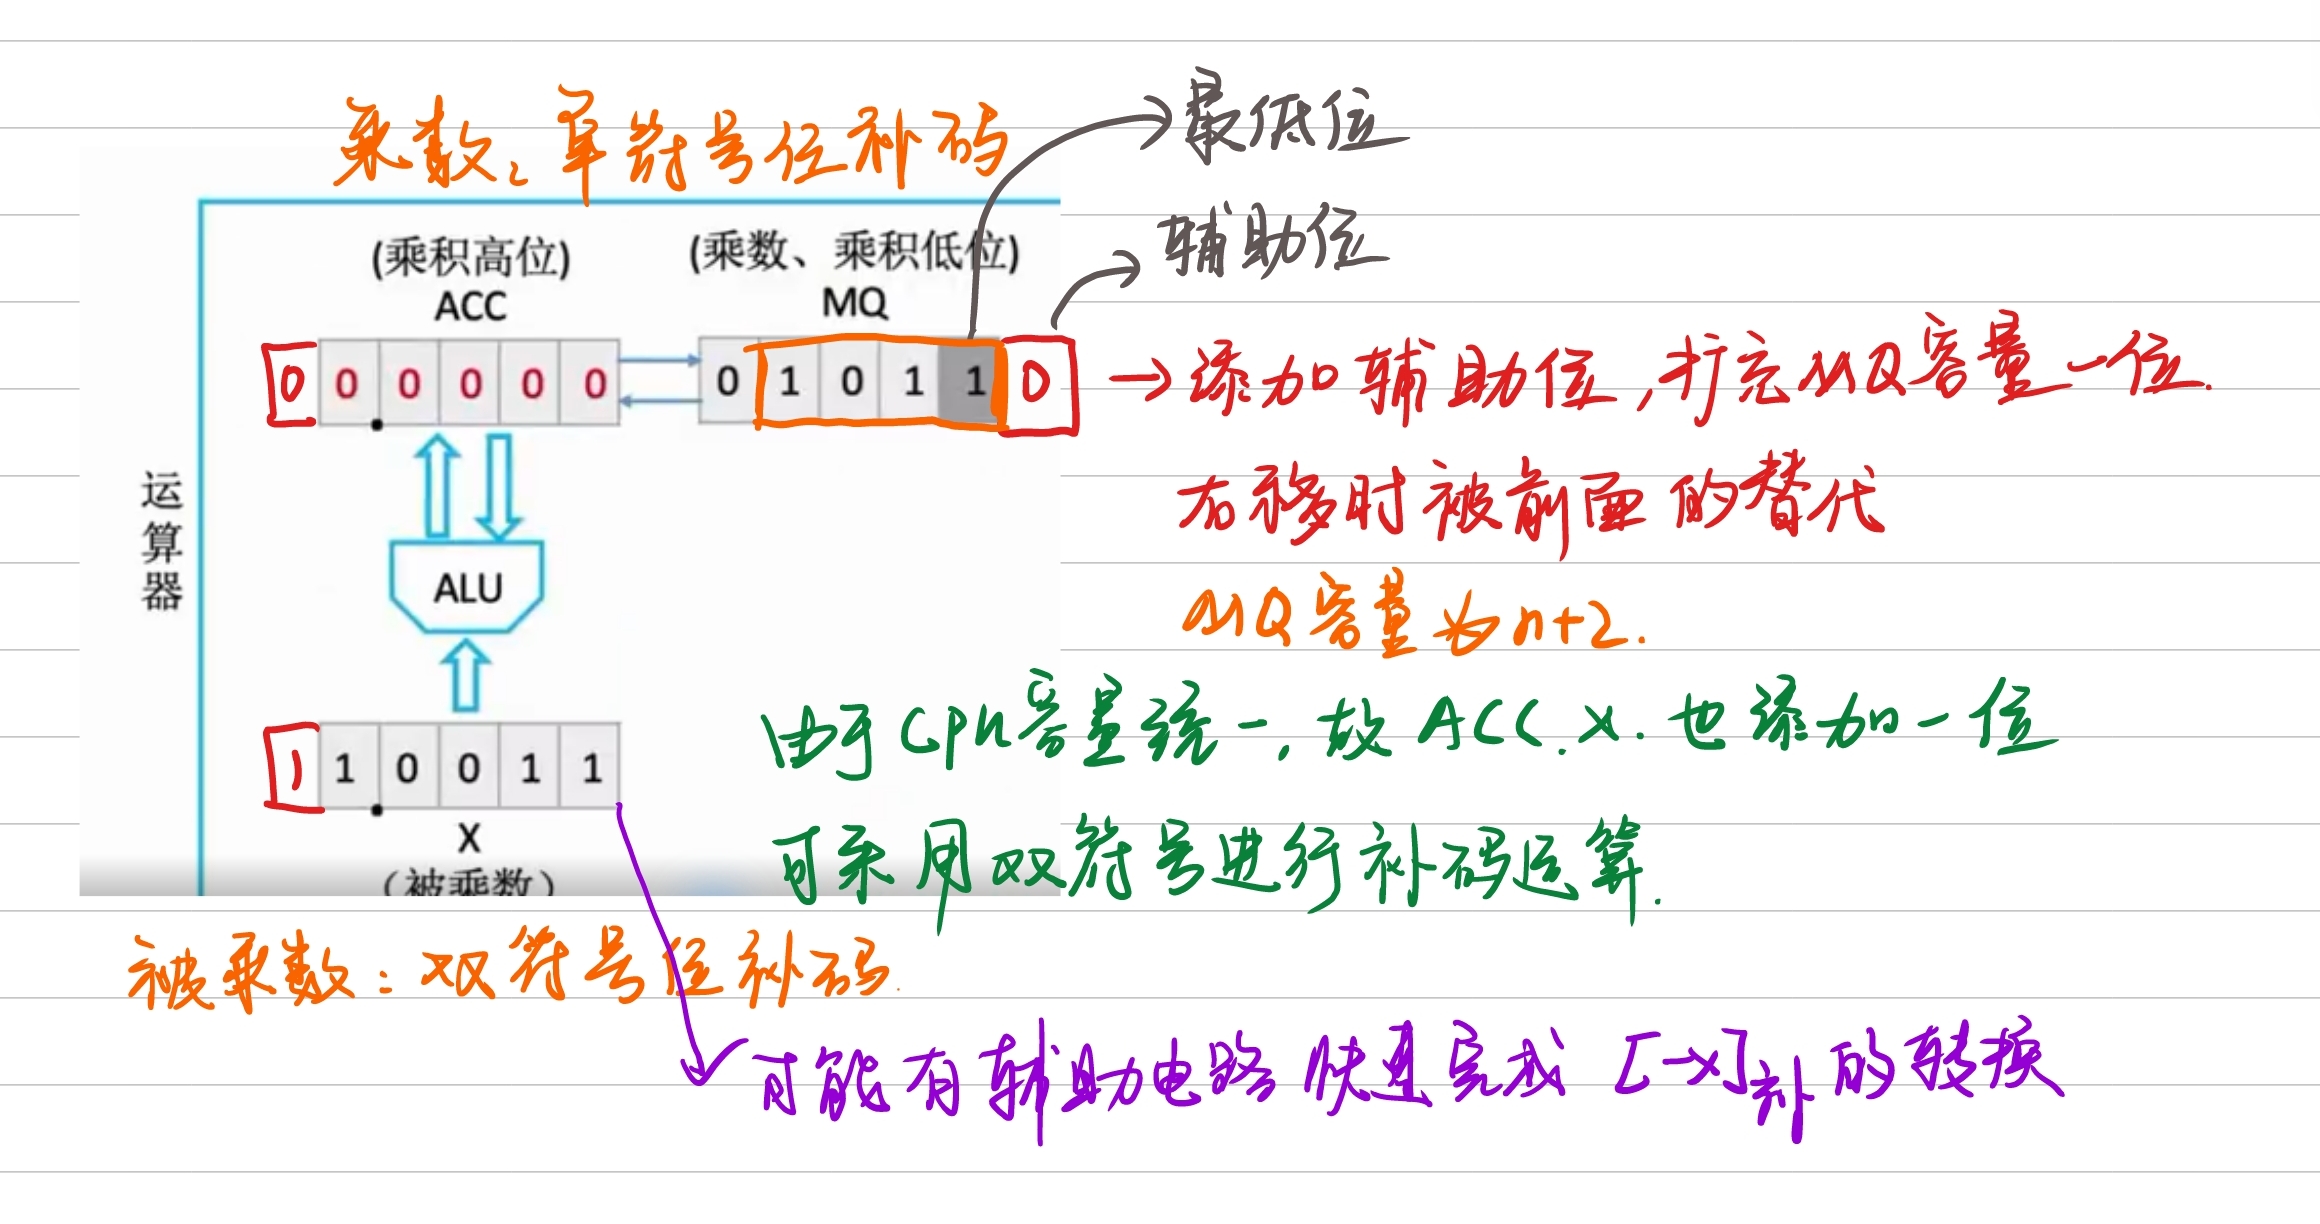 乘数：单符号位补码
最低位
辅助位
(乘积高位)
ACC
(乘数、乘积低位)
MQ
0 0 0 0 0 0
0 1 0 1 1 0
→添加辅助位,扩充MQ容量一位.
右移时被前面的替代
MQ容量为n+2.
运算器
ALU
由于CPU容量统一,故ACC.X.也添加一位
1 1 0 0 1 1
X
(被乘数)
可采用双符号进行补码运算.
被乘数:双符号位补码.
可能有辅助电路快速完成[-x]补的转换